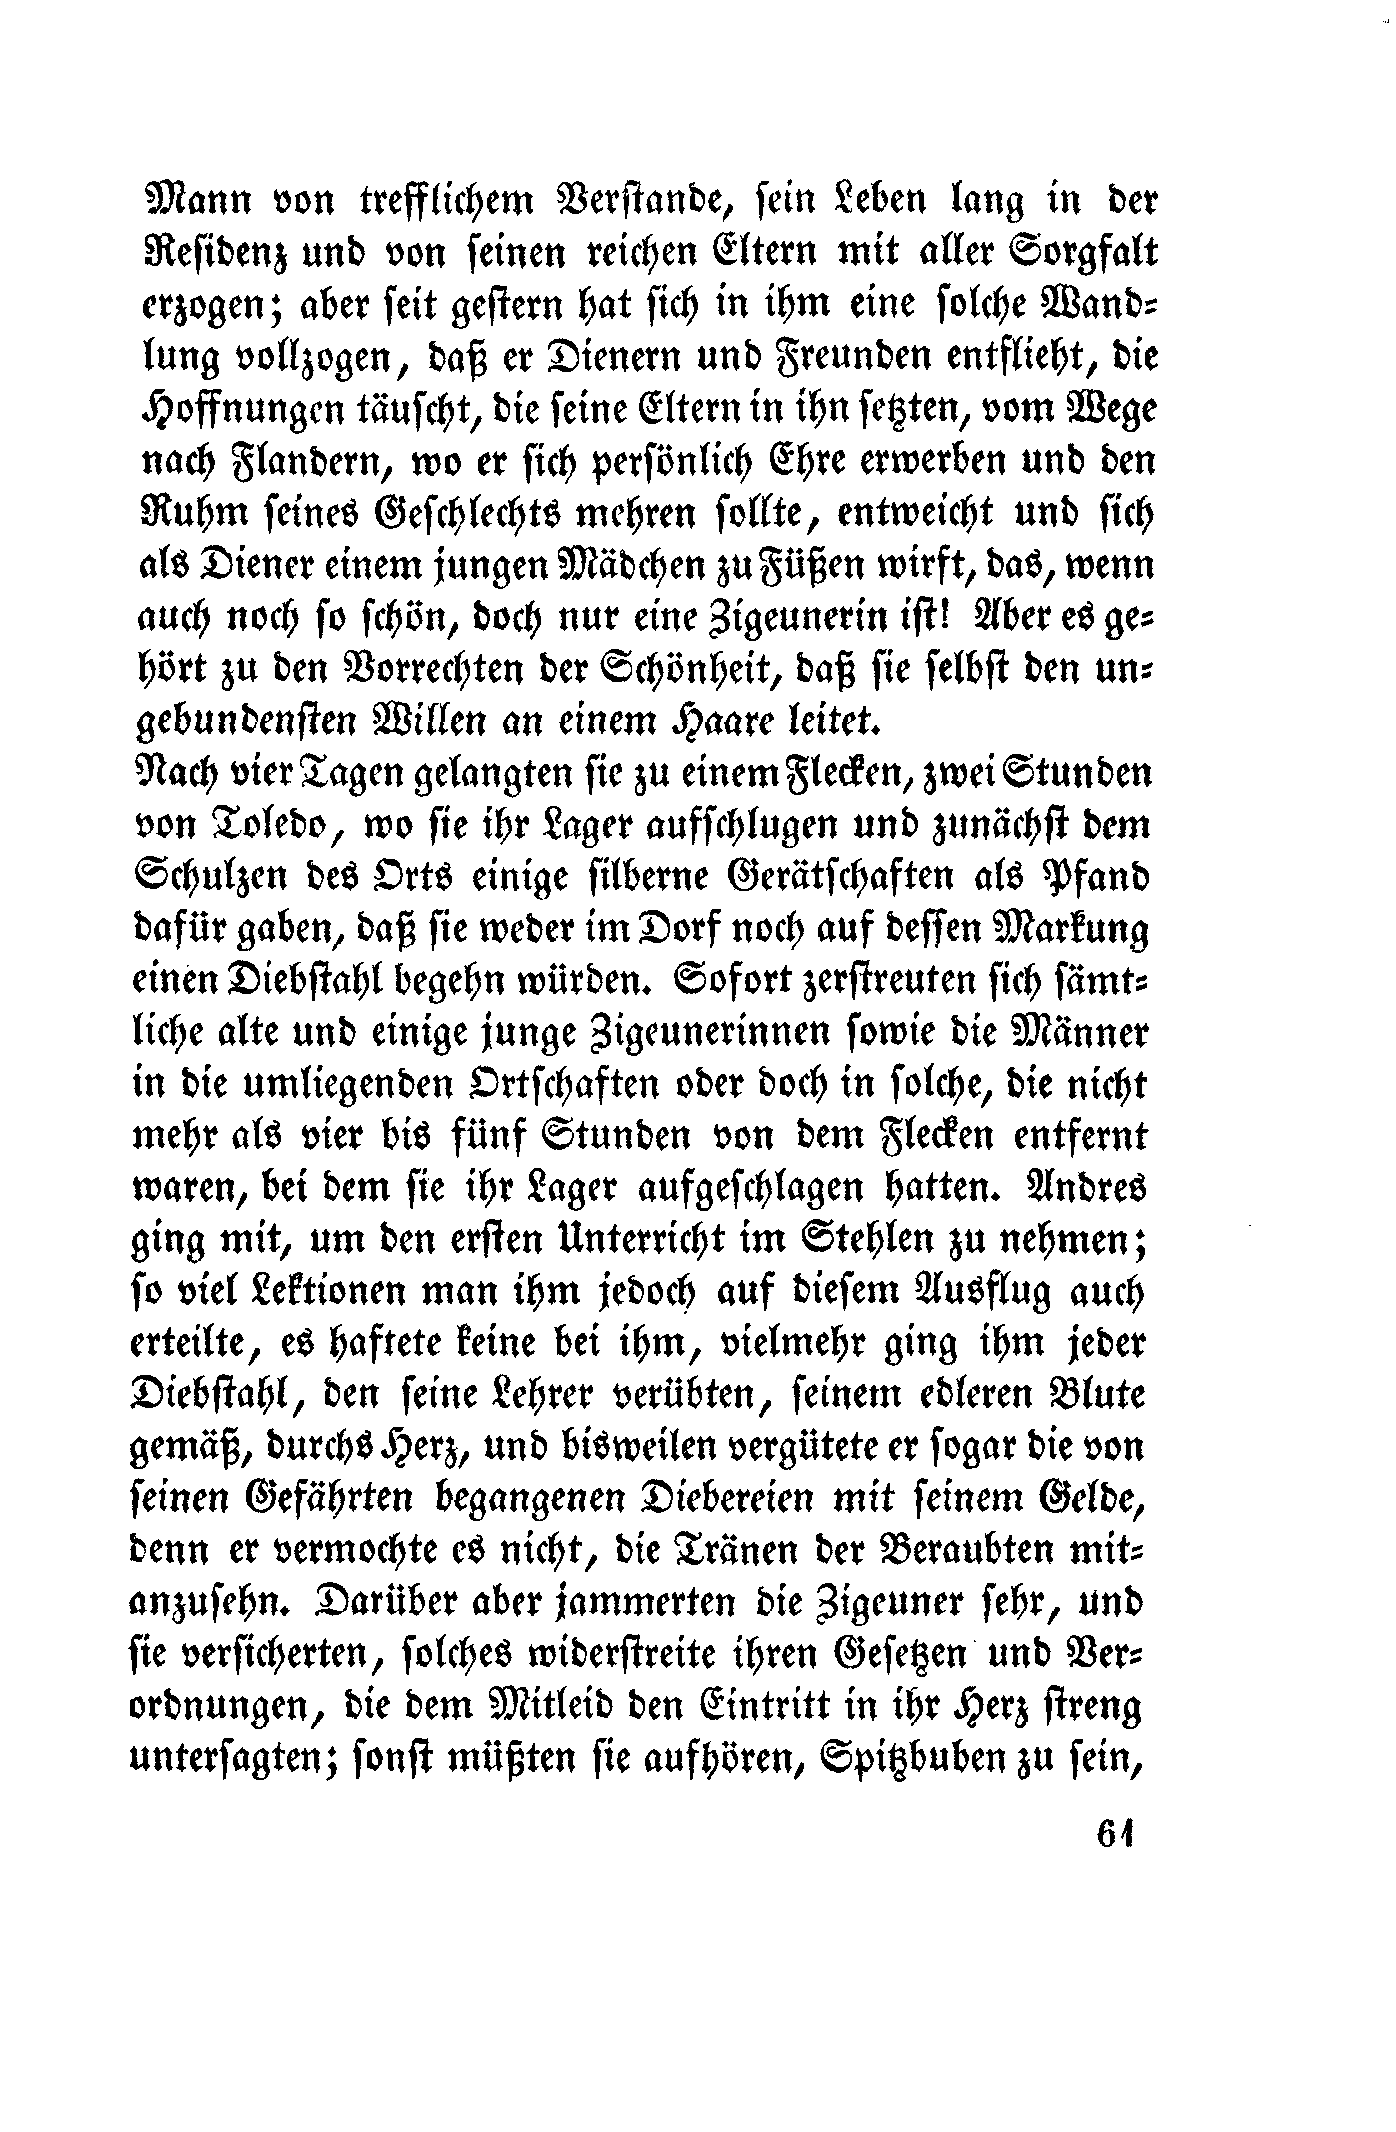 Mann von trefflichem Verstande, sein Leben lang in der
Residenz und von seinen reichen Eltern mit aller Sorgfalt
erzogen; aber seit gestern hat sich in ihm eine solche Wand-
lung vollzogen, daß er Dienern und Freunden entflieht, die
Hoffnungen täuscht, die seine Eltern in ihn setzten, vom Wege
nach Flandern, wo er sich persönlich Ehre erwerben und den
Ruhm seines Geschlechts mehren sollte, entweicht und sich
als Diener einem jungen Mädchen zu Füßen wirft, das, wenn
auch noch so schön, doch nur eine Zigeunerin ist! Aber es ge-
hört zu den Vorrechten der Schönheit, daß sie selbst den un-
gebundensten Willen an einem Haare leitet.
Nach vier Tagen gelangten sie zu einem Flecken, zwei Stunden
von Toledo, wo sie ihr Lager aufschlugen und zunächst dem
Schulzen des Orts einige silberne Gerätschaften als Pfand
dafür gaben, daß sie weder im Dorf noch auf dessen Markung
einen Diebstahl begehn würden. Sofort zerstreuten sich sämt-
liche alte und einige junge Zigeunerinnen sowie die Männer
in die umliegenden Ortschaften oder doch in solche, die nicht
mehr als vier bis fünf Stunden von dem Flecken entfernt
waren, bei dem sie ihr Lager aufgeschlagen hatten. Andres
ging mit, um den ersten Unterricht im Stehlen zu nehmen;
so viel Lektionen man ihm jedoch auf diesem Ausflug auch
erteilte, es haftete keine bei ihm, vielmehr ging ihm jeder
Diebstahl, den seine Lehrer verübten, seinem edleren Blute
gemäß, durchs Herz, und bisweilen vergütete er sogar die von
seinen Gefährten begangenen Diebereien mit seinem Gelde,
denn er vermochte es nicht, die Tränen der Beraubten mit-
anzusehn. Darüber aber jammerten die Zigeuner sehr, und
sie versicherten, solches widerstreite ihren Gesetzen und Ver-
ordnungen, die dem Mitleid den Eintritt in ihr Herz streng
untersagten; sonst müßten sie aufhören, Spitzbuben zu sein,
61